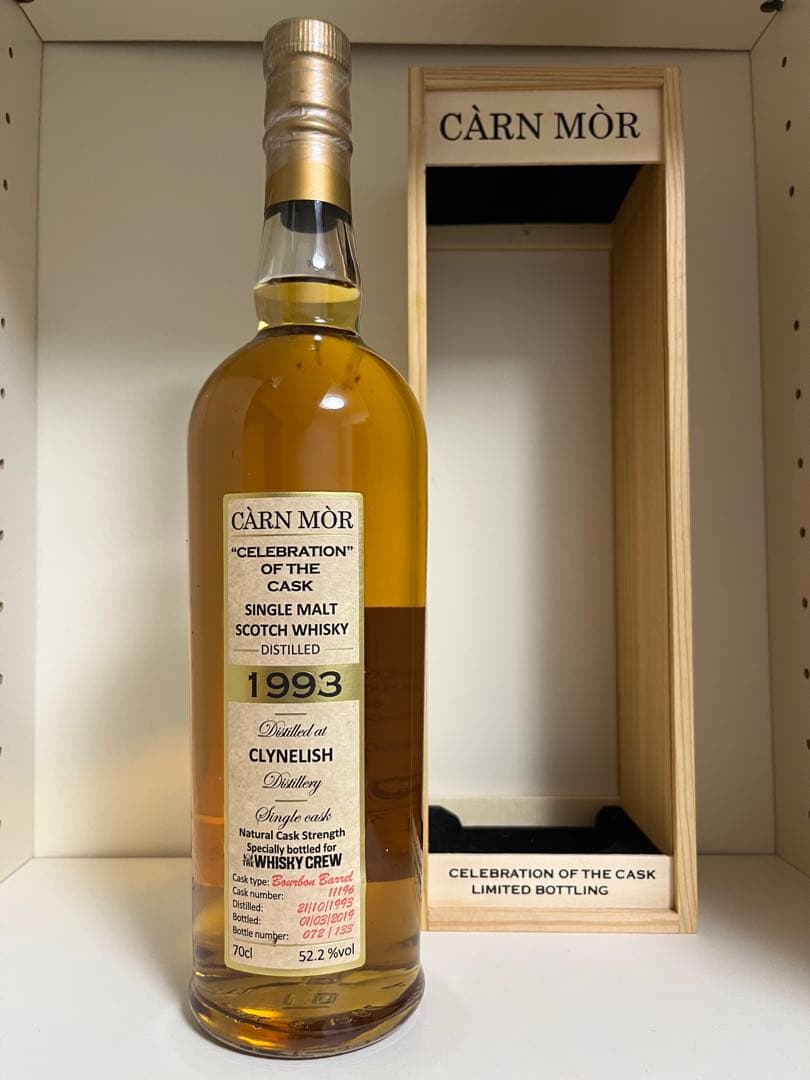 CÀRN MÒR
"CELEBRATION"
OF THE
CASK
SINGLE MALT
SCOTCH WHISKY
DISTILLED
1993
Distilled at
CLYNELISH
Distillery
Single cask
Natural Cask Strength
Specially bottled for
THE WHISKY CREW
Cask type: Bourbon Barrel
Cask number: 11196
Distilled: 21/10/1993
Bottled: 01/03/2019
Bottle number: 072 / 133
70cl 52.2 %vol
CÀRN MÒR
CELEBRATION OF THE CASK
LIMITED BOTTLING